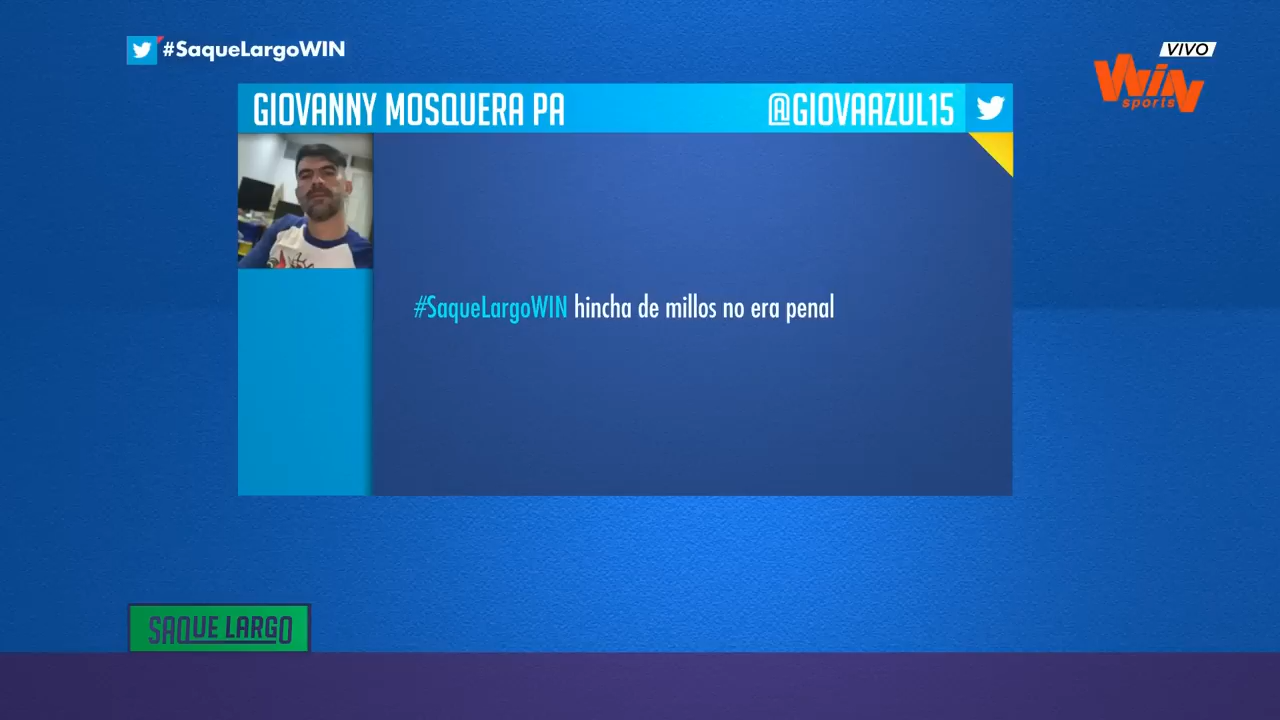 #SaqueLargoWIN
VIVO
WIN sports
GIOVANNY MOSQUERA PA @GIOVAAZUL15
#SaqueLargoWIN hincha de millos no era penal
SAQUE LARGO